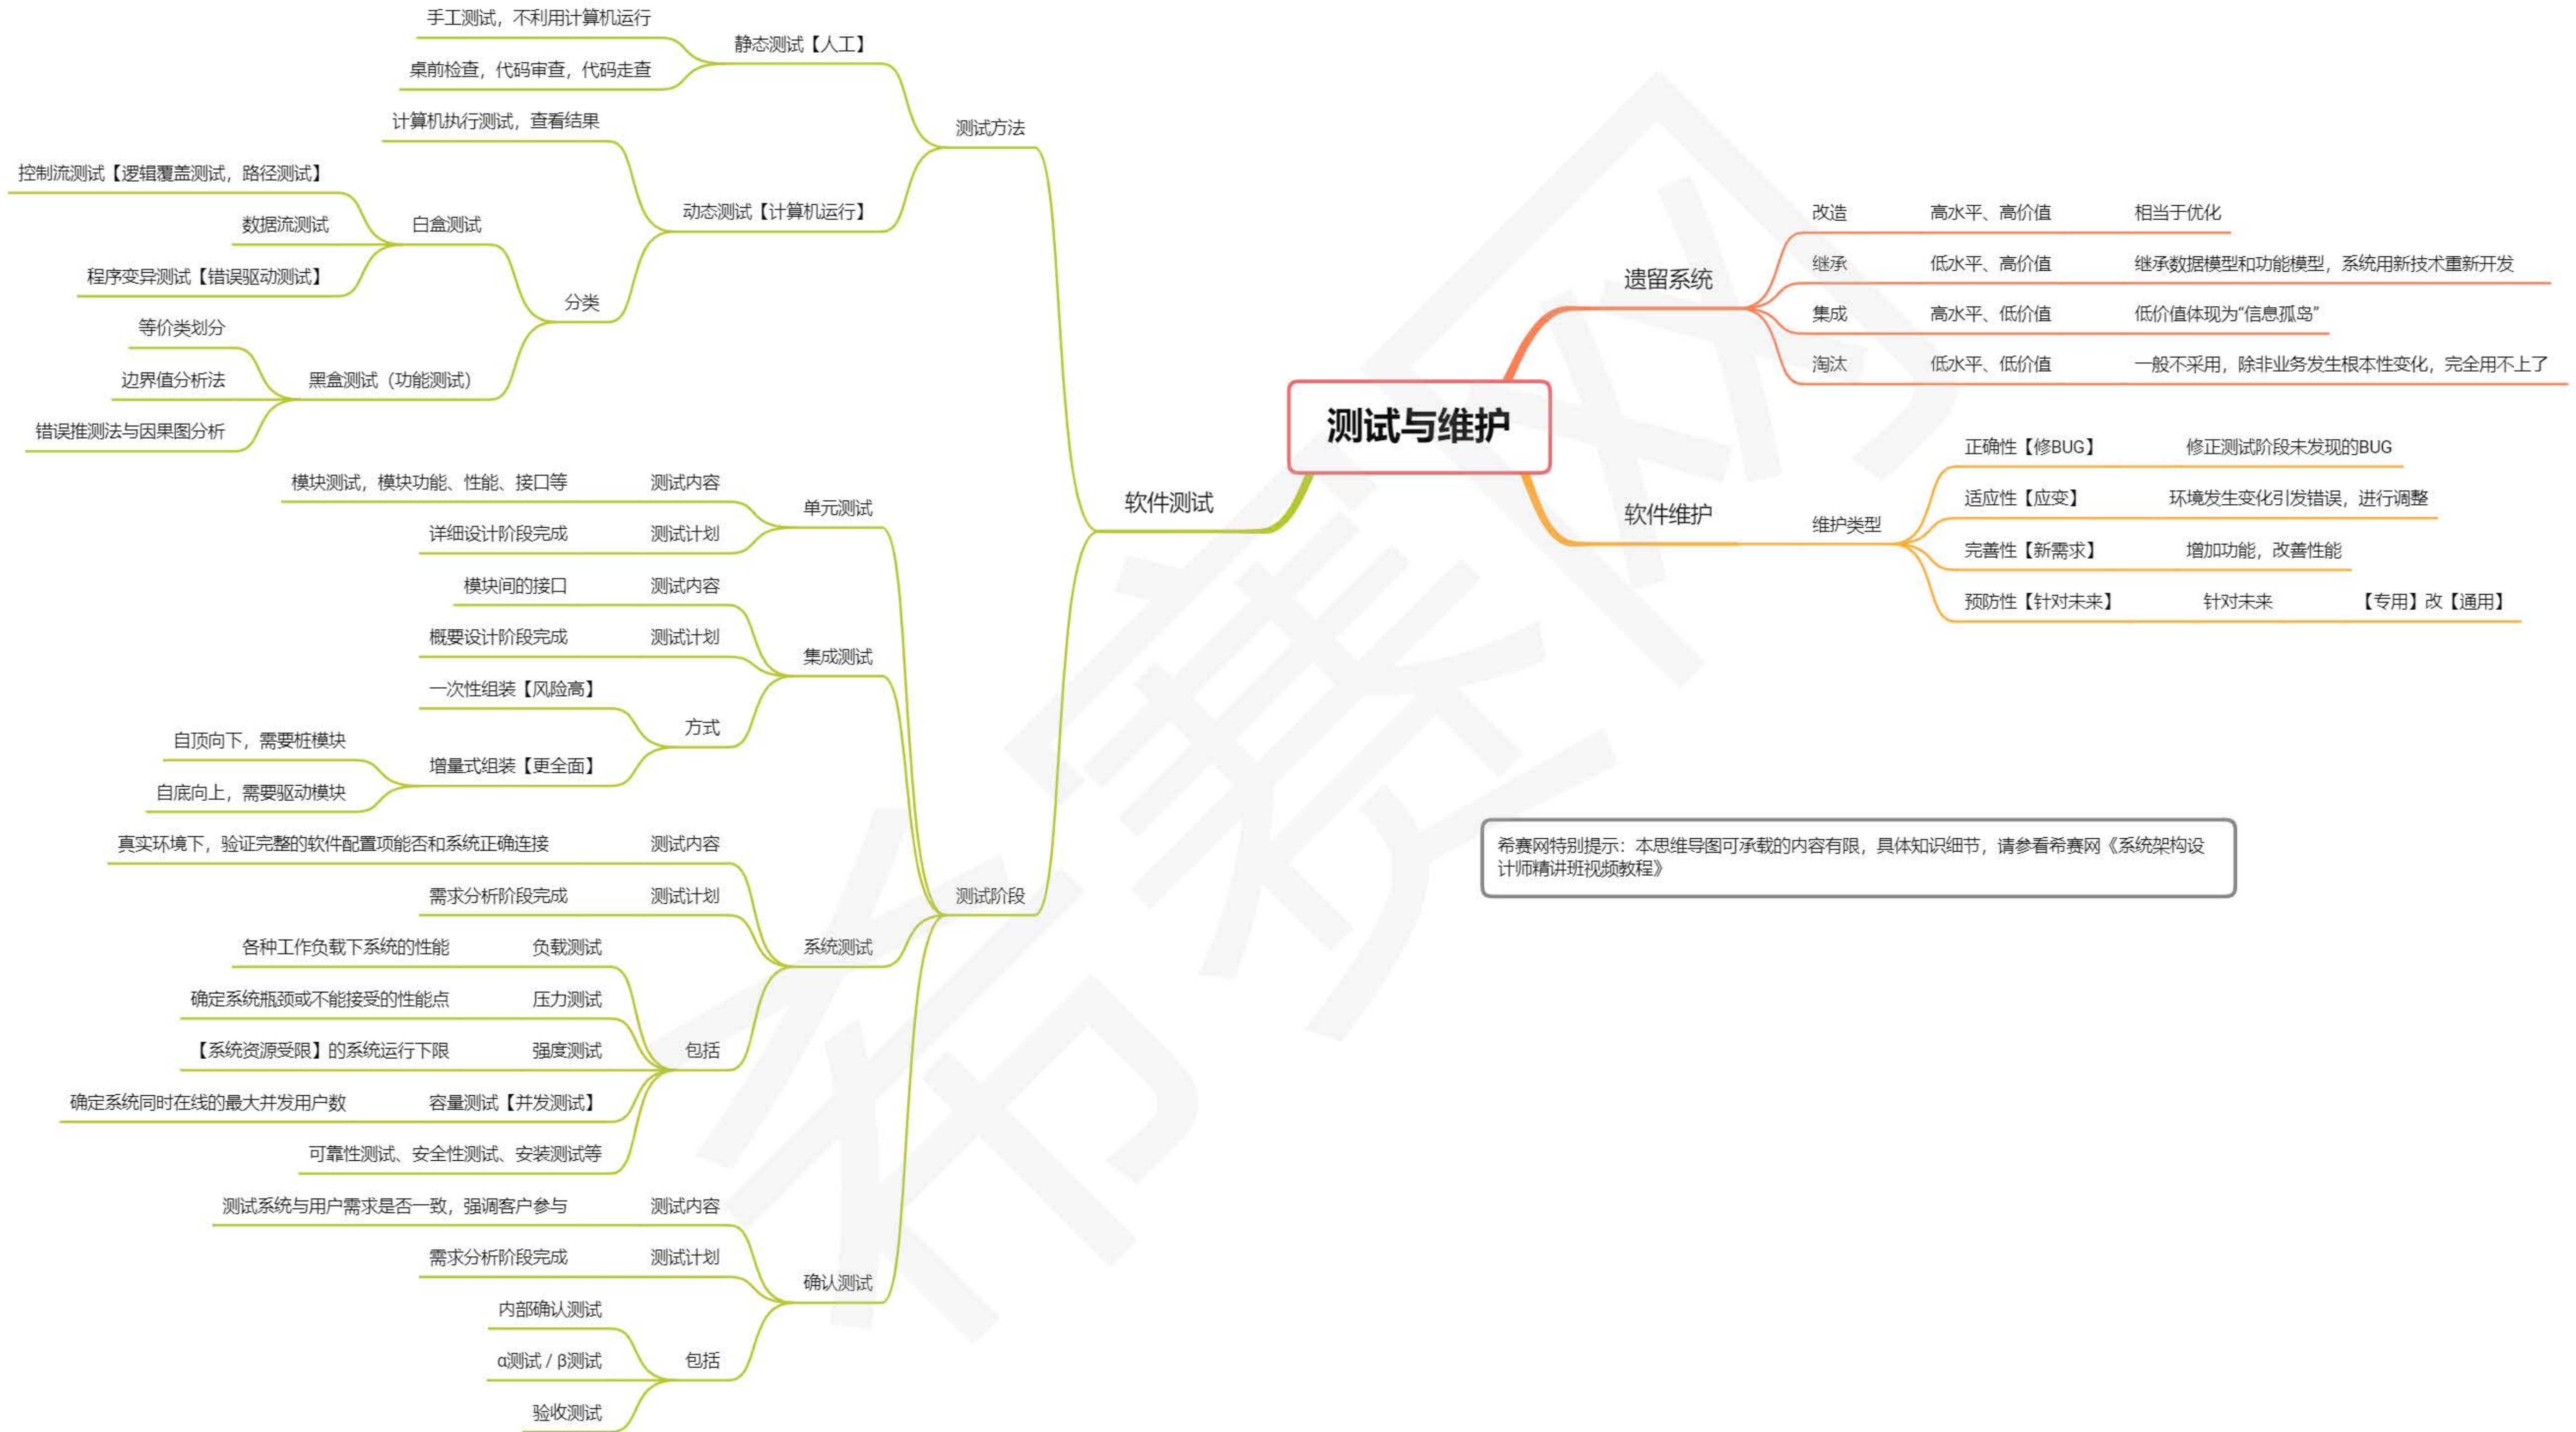 测试与维护
软件测试
测试方法
静态测试【人工】
手工测试，不利用计算机运行
桌前检查，代码审查，代码走查
动态测试【计算机运行】
计算机执行测试，查看结果
分类
白盒测试
控制流测试【逻辑覆盖测试，路径测试】
数据流测试
程序变异测试【错误驱动测试】
黑盒测试（功能测试）
等价类划分
边界值分析法
错误推测法与因果图分析
测试阶段
单元测试
测试内容
模块测试，模块功能、性能、接口等
测试计划
详细设计阶段完成
集成测试
测试内容
模块间的接口
测试计划
概要设计阶段完成
方式
一次性组装【风险高】
增量式组装【更全面】
自顶向下，需要桩模块
自底向上，需要驱动模块
系统测试
测试内容
真实环境下，验证完整的软件配置项能否和系统正确连接
测试计划
需求分析阶段完成
包括
负载测试
各种工作负载下系统的性能
压力测试
确定系统瓶颈或不能接受的性能点
强度测试
【系统资源受限】的系统运行下限
容量测试【并发测试】
确定系统同时在线的最大并发用户数
可靠性测试、安全性测试、安装测试等
确认测试
测试内容
测试系统与用户需求是否一致，强调客户参与
测试计划
需求分析阶段完成
包括
内部确认测试
α测试 / β测试
验收测试
遗留系统
改造 高水平、高价值 相当于优化
继承 低水平、高价值 继承数据模型和功能模型，系统用新技术重新开发
集成 高水平、低价值 低价值体现为“信息孤岛”
淘汰 低水平、低价值 一般不采用，除非业务发生根本性变化，完全用不上了
软件维护
维护类型
正确性【修BUG】 修正测试阶段未发现的BUG
适应性【应变】 环境发生变化引发错误，进行调整
完善性【新需求】 增加功能，改善性能
预防性【针对未来】 针对未来 【专用】改【通用】
希赛网特别提示：本思维导图可承载的内容有限，具体知识细节，请参看希赛网《系统架构设
计师精讲班视频教程》
希赛网